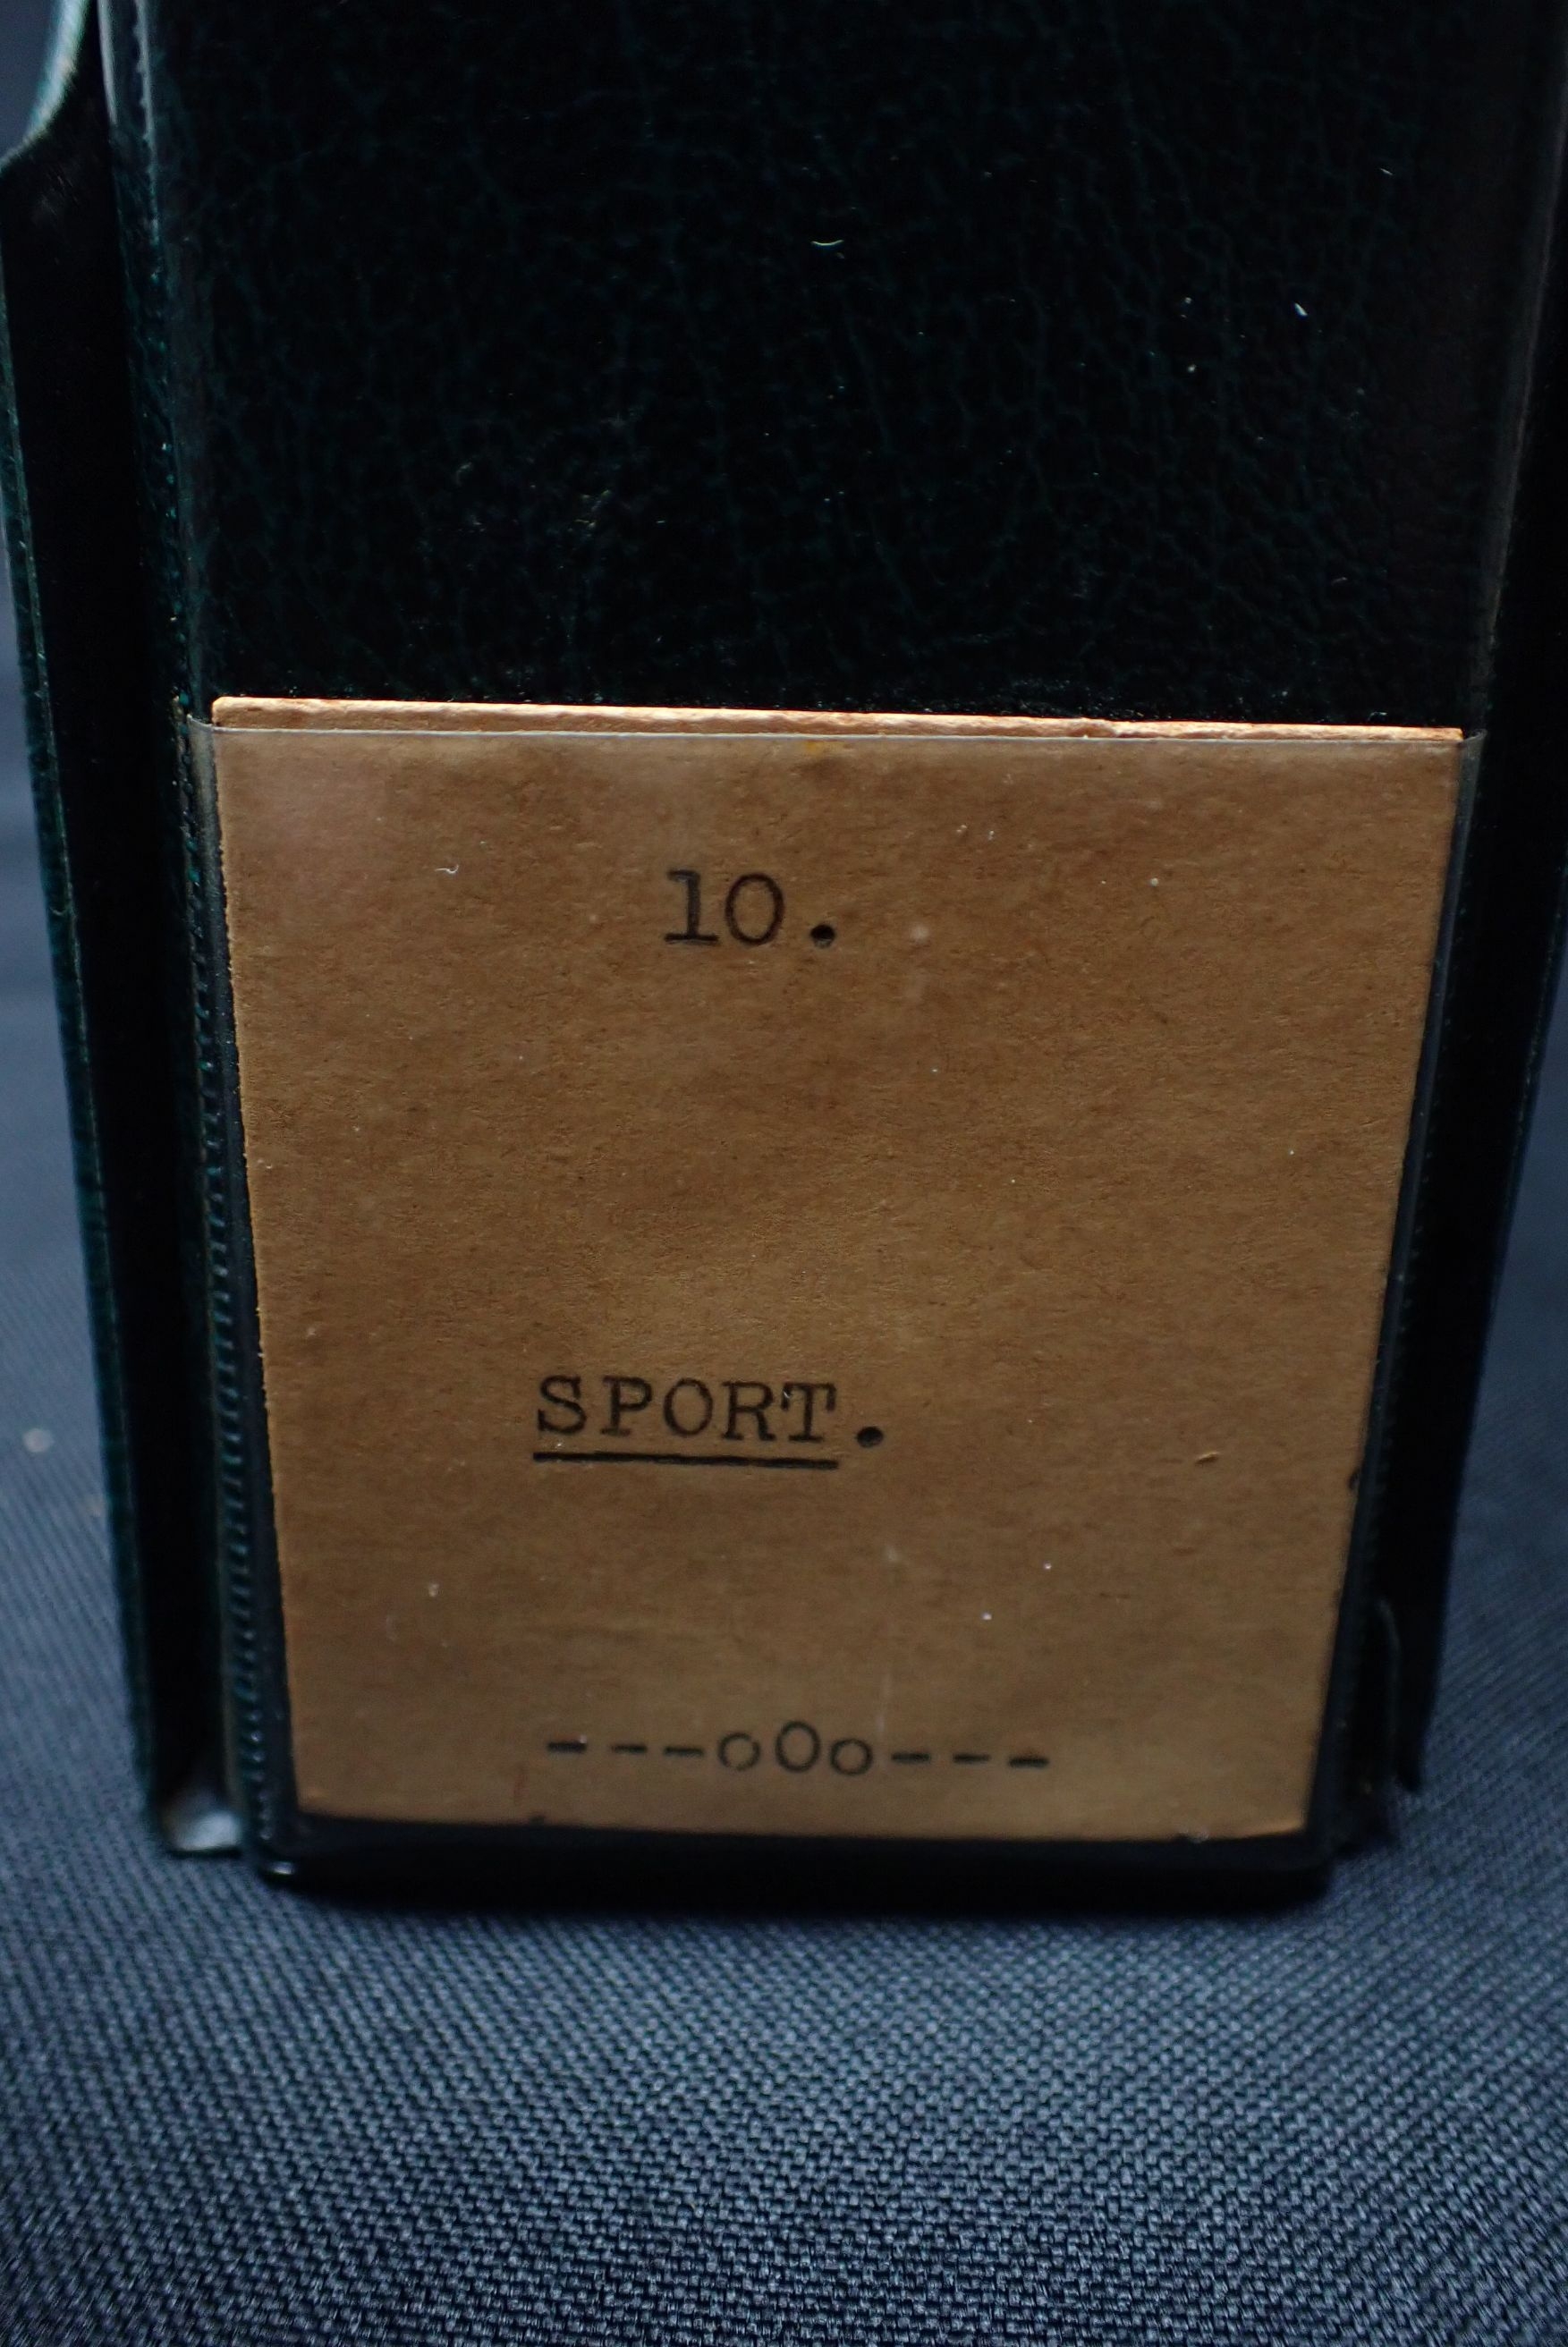 10.
SPORT.
---oOo---